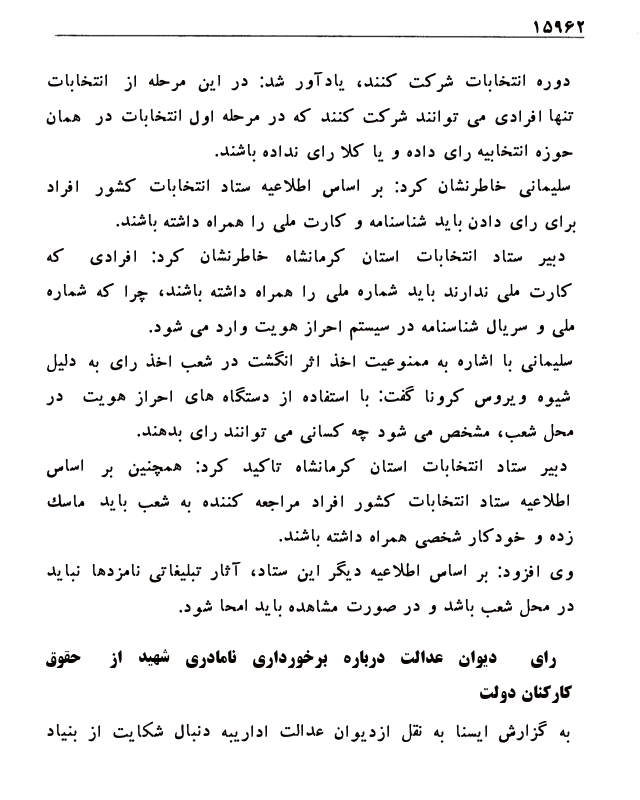 ۱۵۹۶۲
دوره انتخابات شرکت کنند، یادآور شد: در این مرحله از انتخابات
تنها افرادی می توانند شرکت کنند که در مرحله اول انتخابات در همان
حوزه انتخابیه رای داده و یا کلا رای نداده باشند.
سلیمانی خاطرنشان کرد: بر اساس اطلاعیه ستاد انتخابات کشور افراد
برای رای دادن باید شناسنامه و کارت ملی را همراه داشته باشند.
دبیر ستاد انتخابات استان کرمانشاه خاطرنشان کرد: افرادی که
کارت ملی ندارند باید شماره ملی را همراه داشته باشند، چرا که شماره
ملی و سریال شناسنامه در سیستم احراز هویت وارد می شود.
سلیمانی با اشاره به ممنوعیت اخذ اثر انگشت در شعب اخذ رای به دلیل
شیوه ویروس کرونا گفت: با استفاده از دستگاه های احراز هویت در
محل شعب، مشخص می شود چه کسانی می توانند رای بدهند.
دبیر ستاد انتخابات استان کرمانشاه تاکید کرد: همچنین بر اساس
اطلاعیه ستاد انتخابات کشور افراد مراجعه کننده به شعب باید ماسك
زده و خودکار شخصی همراه داشته باشند.
وی افزود: بر اساس اطلاعیه دیگر این ستاد، آثار تبلیغاتی نامزدها نباید
در محل شعب باشد و در صورت مشاهده باید امحا شود.
رای دیوان عدالت درباره برخورداری نامادری شهید از حقوق
کارکنان دولت
به گزارش ایسنا به نقل ازدیوان عدالت اداریبه دنبال شکایت از بنیاد